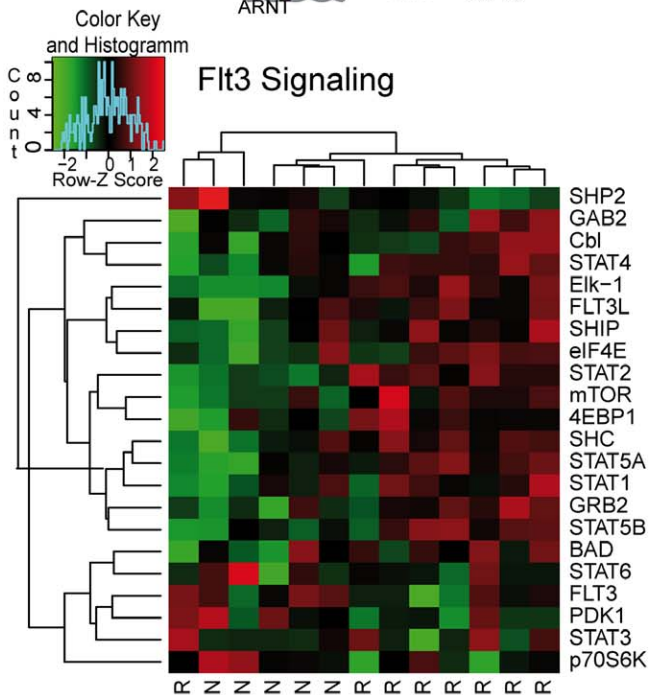 ARNT
Color Key
and Histogramm
Flt3 Signaling
Count
0 4 8
-2 0 1 2
Row-Z Score
SHP2
GAB2
Cbl
STAT4
Elk-1
FLT3L
SHIP
eIF4E
STAT2
mTOR
4EBP1
SHC
STAT5A
STAT1
GRB2
STAT5B
BAD
STAT6
FLT3
PDK1
STAT3
p70S6K
R N N N N N R R R R R R R